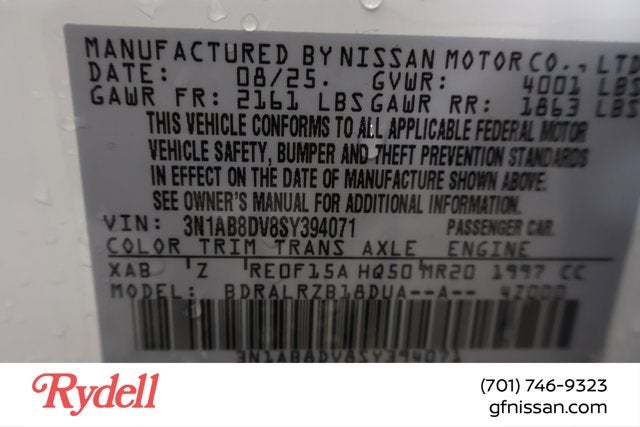 MANUFACTURED BY NISSAN MOTOR CO., LTD
DATE: 08/25. GVWR: 4001 LBS
GAWR FR: 2161 LBS GAWR RR: 1863 LBS
THIS VEHICLE CONFORMS TO ALL APPLICABLE FEDERAL MOTOR
VEHICLE SAFETY, BUMPER AND THEFT PREVENTION STANDARDS
IN EFFECT ON THE DATE OF MANUFACTURE SHOWN ABOVE.
SEE OWNER'S MANUAL FOR ADDITIONAL INFORMATION
VIN: 3N1AB8DV8SY394071 PASSENGER CAR.
COLOR TRIM TRANS AXLE ENGINE
XAB Z RE0F15A HQ50 MR20 1997 CC
MODEL: BDRALRZB18DUA--A-- 4Z000
3N1AB8DV8SY394071
Rydell
(701) 746-9323
gfnissan.com